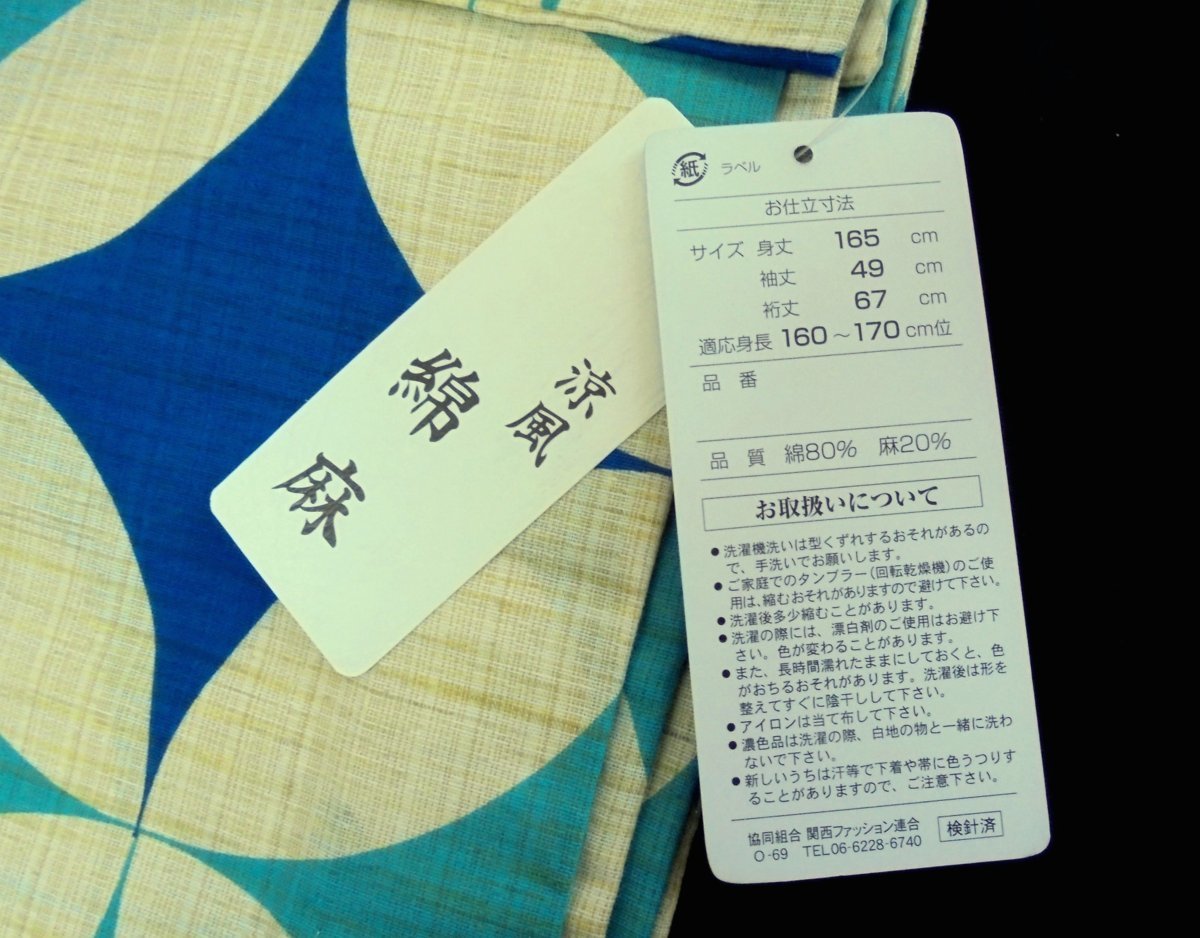 涼風
綿麻
紙 ラベル
お仕立寸法
サイズ 身丈 165 cm
袖丈 49 cm
裄丈 67 cm
適応身長 160～170cm位
品番
品質 綿80% 麻20%
お取扱いについて
●洗濯機洗いは型くずれするおそれがあるの
で、手洗いでお願いします。
●ご家庭でのタンブラー(回転乾燥機)のご使
用は、縮むおそれがありますので避けて下さい。
●洗濯後多少縮むことがあります。
●洗濯の際には、漂白剤のご使用はお避け下
さい。色が変わることがあります。
●また、長時間濡れたままにしておくと、色
がおちるおそれがあります。洗濯後は形を
整えてすぐに陰干しして下さい。
●アイロンは当て布して下さい。
●濃色品は洗濯の際、白地の物と一緒に洗わ
ないで下さい。
●新しいうちは汗等で下着や帯に色うつりす
ることがありますので、ご注意下さい。
協同組合 関西ファッション連合 検針済
O-69 TEL06-6228-6740